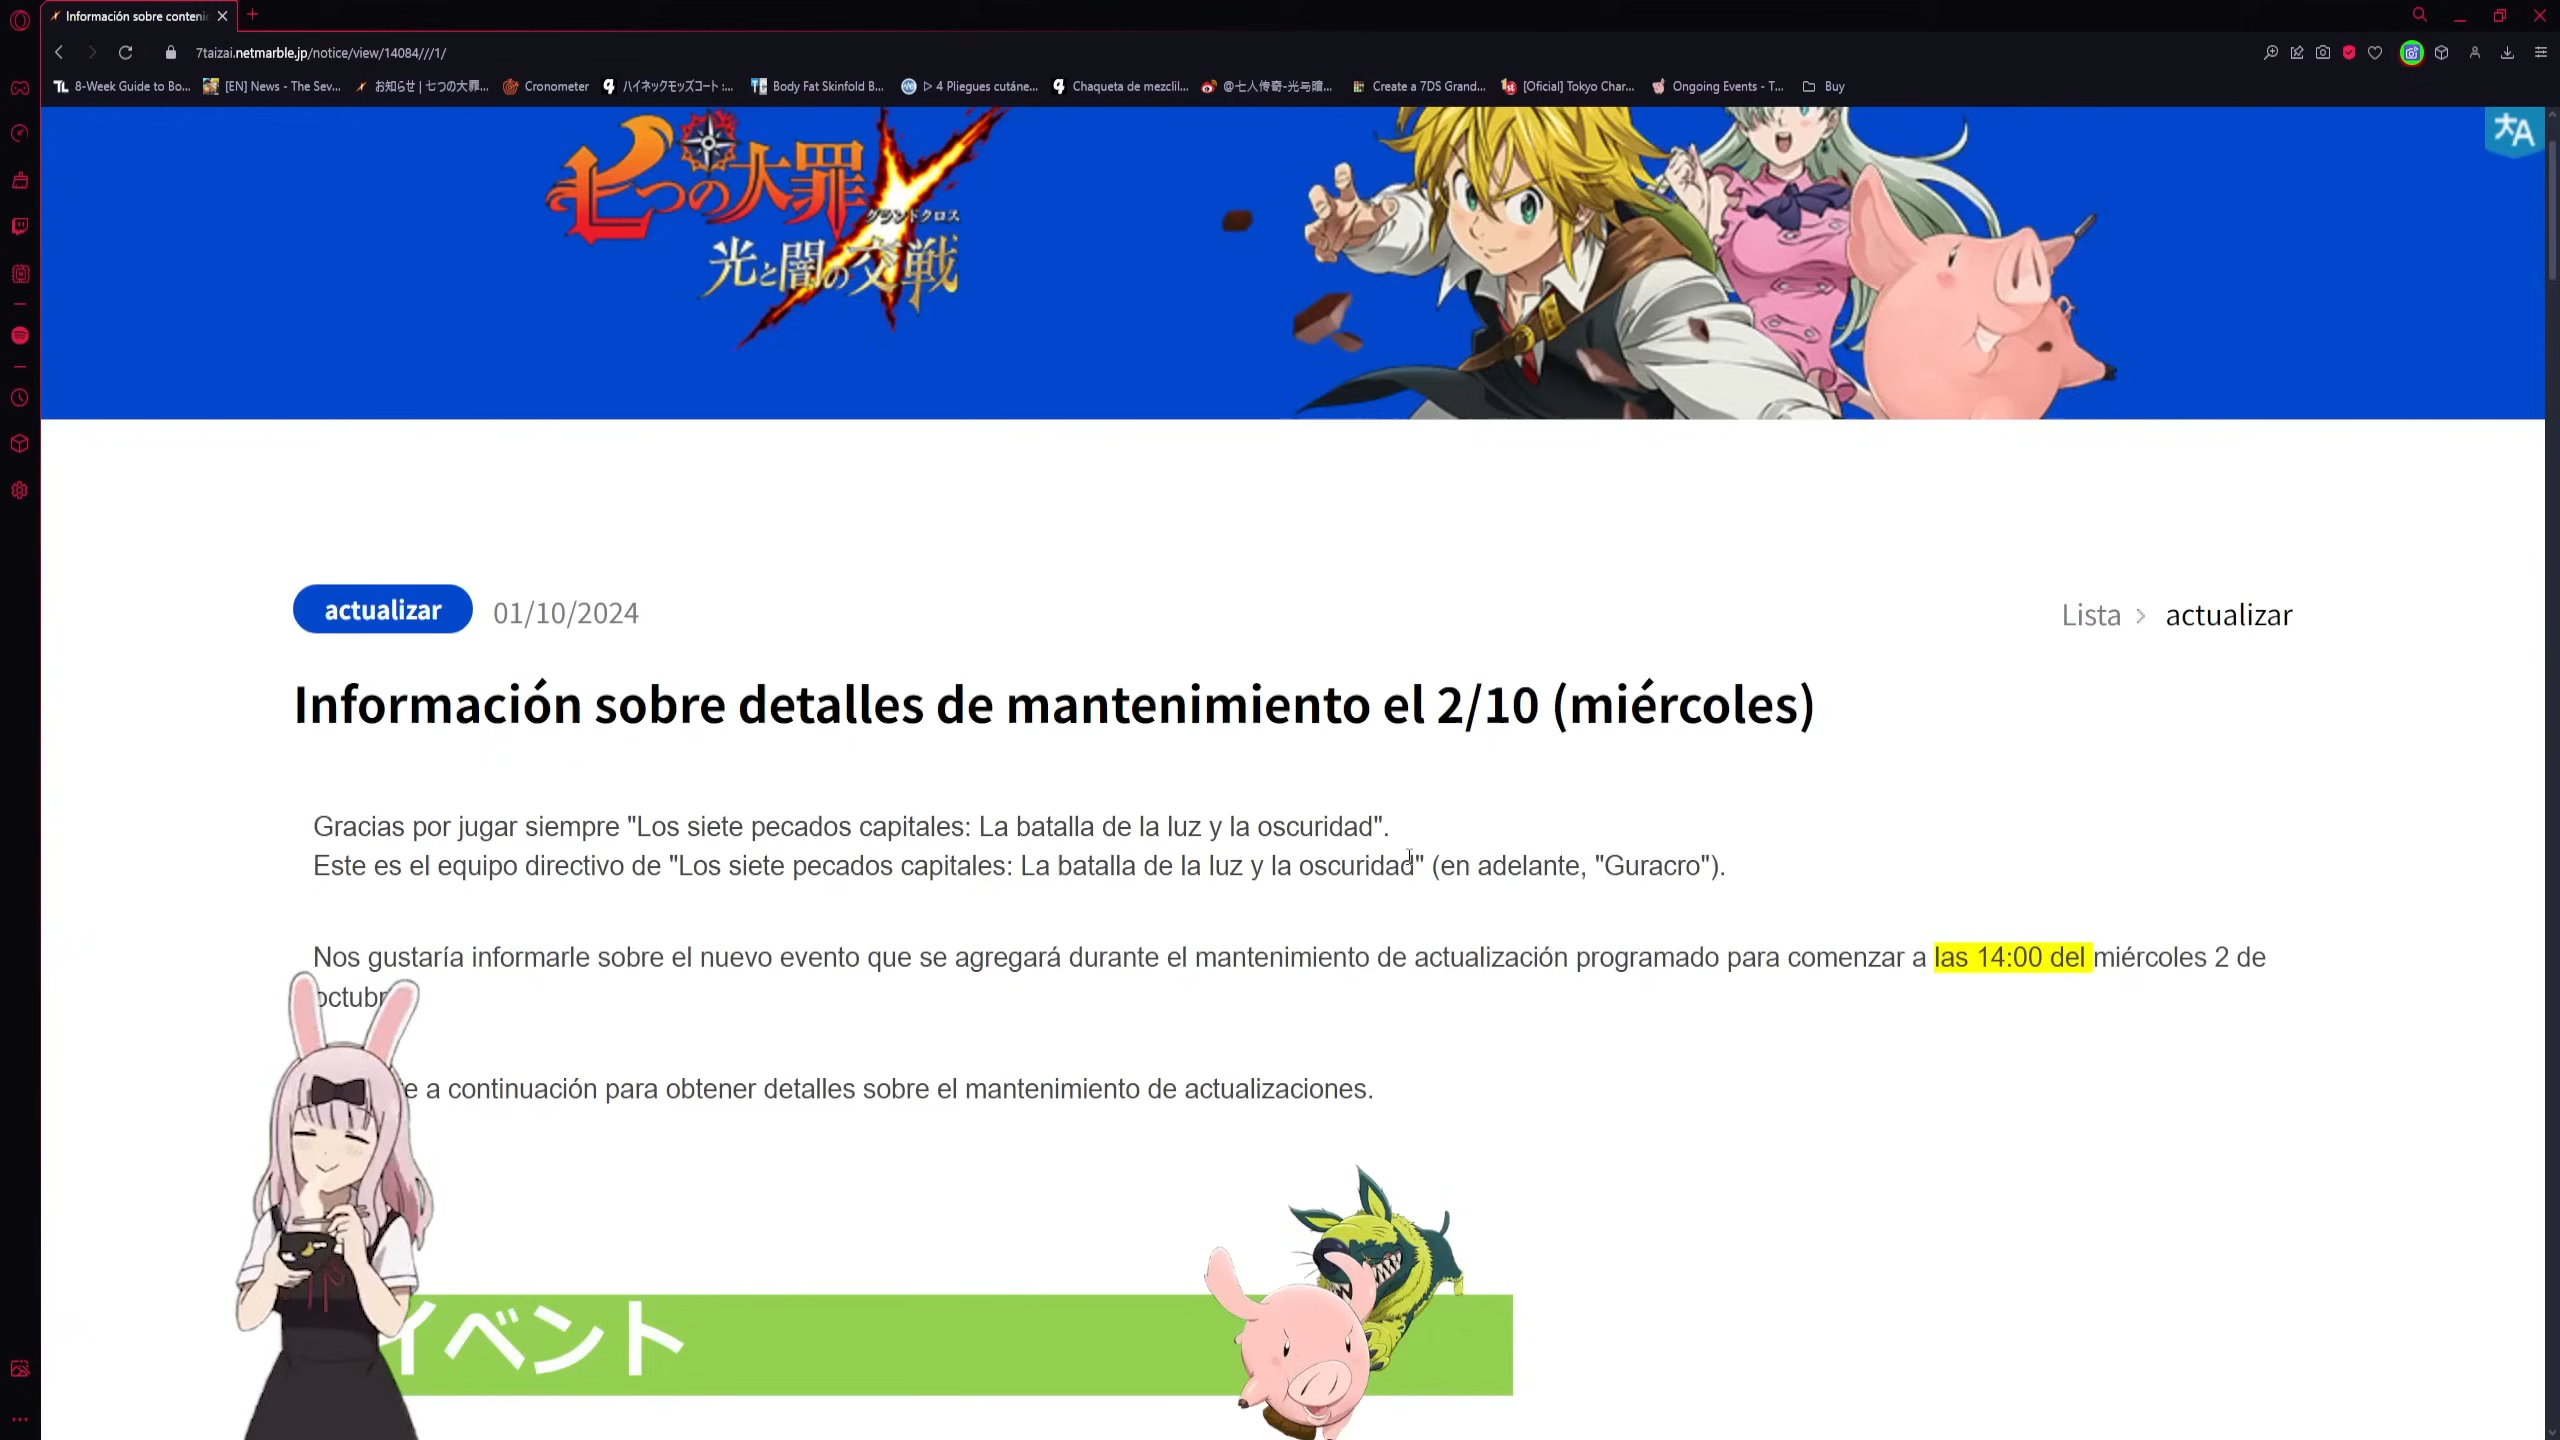 Información sobre conteni
7taizai.netmarble.jp/notice/view/14084///1/
8-Week Guide to Bo...
[EN] News - The Sev...
お知らせ | 七つの大罪...
Cronometer
ハイネックモッズコート :...
Body Fat Skinfold B...
▷ 4 Pliegues cutáne...
Chaqueta de mezclil...
@七人传奇-光与暗...
Create a 7DS Grand...
[Oficial] Tokyo Char...
Ongoing Events - T...
Buy
七つの大罪
グランドクロス
光と闇の交戦
actualizar 01/10/2024
Lista > actualizar
Información sobre detalles de mantenimiento el 2/10 (miércoles)
Gracias por jugar siempre "Los siete pecados capitales: La batalla de la luz y la oscuridad".
Este es el equipo directivo de "Los siete pecados capitales: La batalla de la luz y la oscuridad" (en adelante, "Guracro").
Nos gustaría informarle sobre el nuevo evento que se agregará durante el mantenimiento de actualización programado para comenzar a las 14:00 del miércoles 2 de
octubr
e a continuación para obtener detalles sobre el mantenimiento de actualizaciones.
イベント